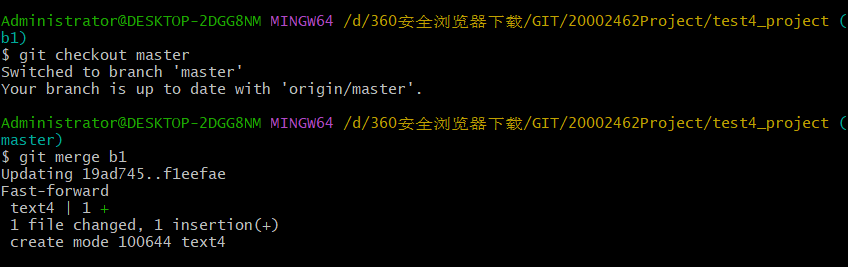 Administrator@DESKTOP-2DGG8NM MINGW64 /d/360安全浏览器下载/GIT/20002462Project/test4_project (
b1)
$ git checkout master
Switched to branch 'master'
Your branch is up to date with 'origin/master'.
Administrator@DESKTOP-2DGG8NM MINGW64 /d/360安全浏览器下载/GIT/20002462Project/test4_project (
master)
$ git merge b1
Updating 19ad745..f1eefae
Fast-forward
 text4 | 1 +
 1 file changed, 1 insertion(+)
 create mode 100644 text4